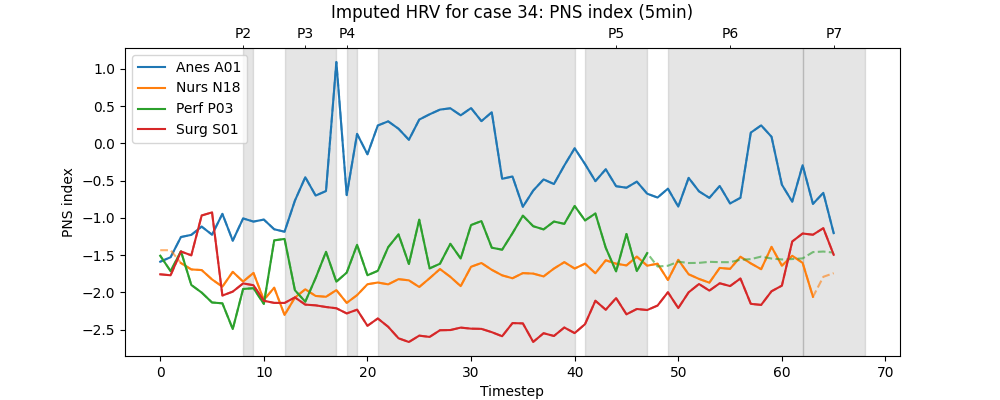 Imputed HRV for case 34: PNS index (5min)
P2 P3 P4 P5 P6 P7
Anes A01
Nurs N18
Perf P03
Surg S01
1.0
0.5
0.0
−0.5
−1.0
−1.5
−2.0
−2.5
PNS index
0 10 20 30 40 50 60 70
Timestep